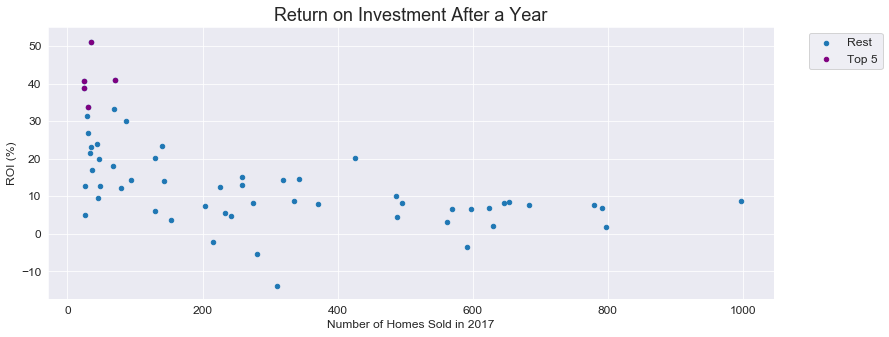 Return on Investment After a Year
Rest
Top 5
ROI (%)
50
40
30
20
10
0
−10
0 200 400 600 800 1000
Number of Homes Sold in 2017